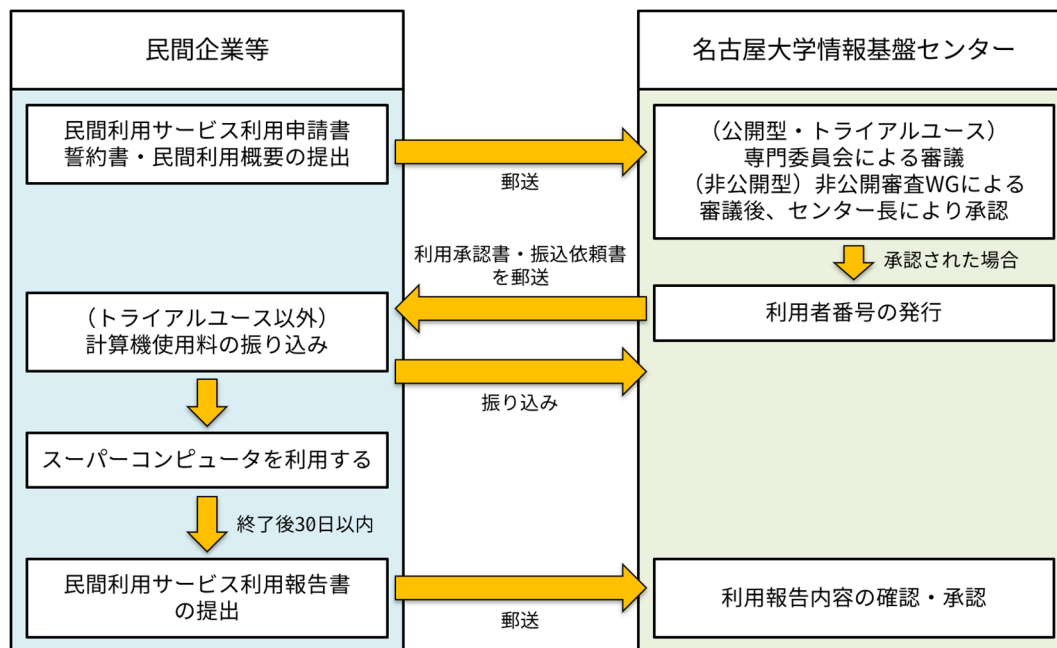 民間企業等
名古屋大学情報基盤センター
民間利用サービス利用申請書
誓約書・民間利用概要の提出
郵送
（公開型・トライアルユース）
専門委員会による審議
（非公開型）非公開審査WGによる
審議後、センター長により承認
承認された場合
利用者番号の発行
利用承認書・振込依頼書
を郵送
（トライアルユース以外）
計算機使用料の振り込み
振り込み
スーパーコンピュータを利用する
終了後30日以内
民間利用サービス利用報告書
の提出
郵送
利用報告内容の確認・承認